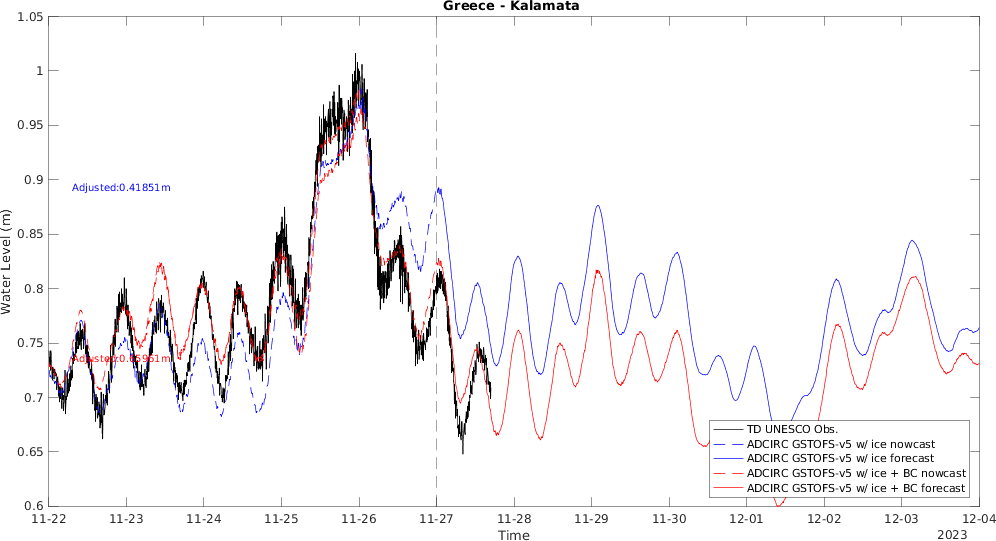 Greece - Kalamata
1.05
1
0.95
0.9
0.85
0.8
0.75
0.7
0.65
0.6
Water Level (m)
Adjusted:0.41851m
TD UNESCO Obs.
ADCIRC GSTOFS-v5 w/ ice nowcast
ADCIRC GSTOFS-v5 w/ ice forecast
ADCIRC GSTOFS-v5 w/ ice + BC nowcast
ADCIRC GSTOFS-v5 w/ ice + BC forecast
11-22 11-23 11-24 11-25 11-26 11-27 11-28 11-29 11-30 12-01 12-02 12-03 12-04
Time
2023